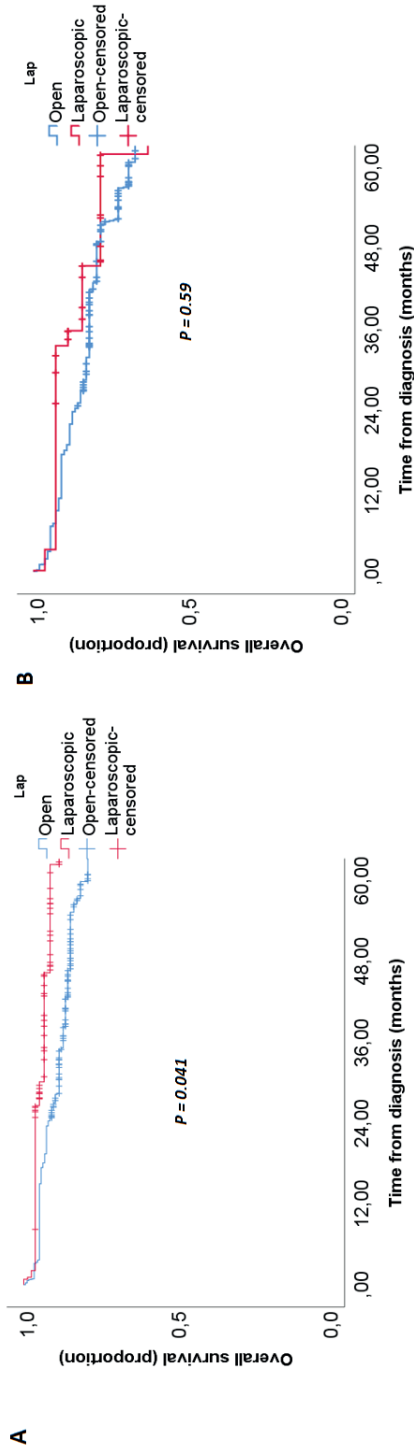 A
Overall survival (proportion)
1,0
0,5
0,0
,00
12,00
24,00
36,00
48,00
60,00
Time from diagnosis (months)
P = 0.041
Lap
Open
Laparoscopic
Open-censored
Laparoscopic-
censored
B
Overall survival (proportion)
1,0
0,5
0,0
,00
12,00
24,00
36,00
48,00
60,00
Time from diagnosis (months)
P = 0.59
Lap
Open
Laparoscopic
Open-censored
Laparoscopic-
censored